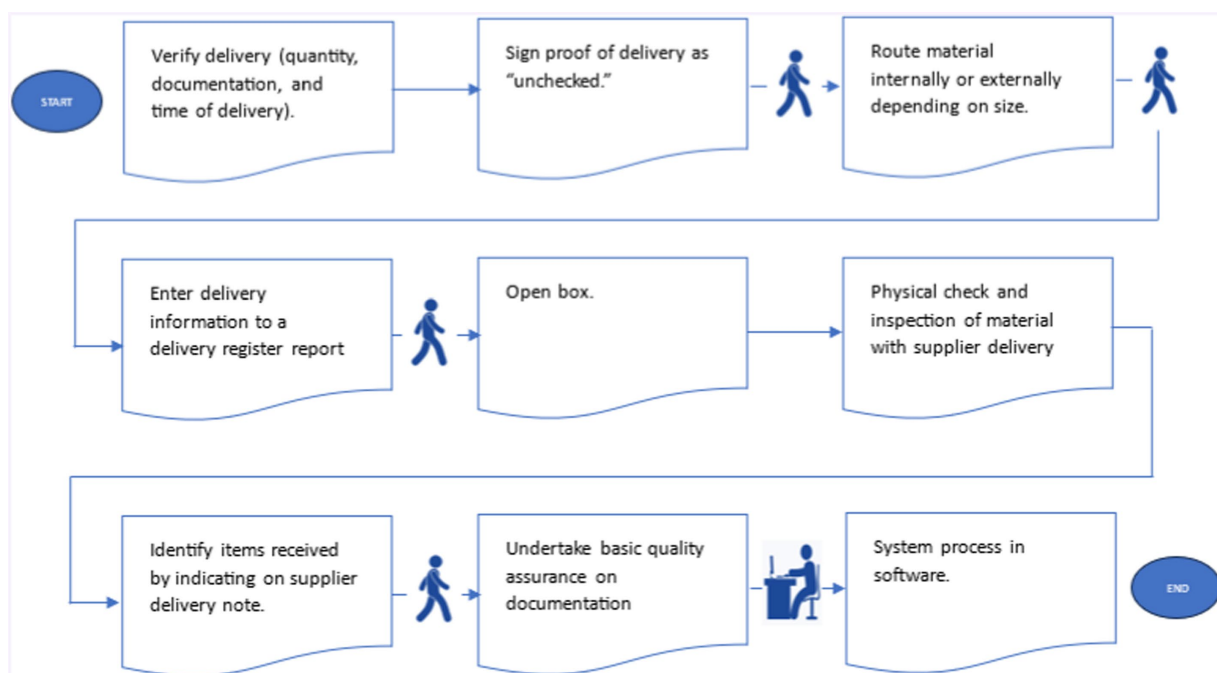 START
Verify delivery (quantity,
documentation, and
time of delivery).
Sign proof of delivery as
“unchecked.”
Route material
internally or externally
depending on size.
Enter delivery
information to a
delivery register report
Open box.
Physical check and
inspection of material
with supplier delivery
Identify items received
by indicating on supplier
delivery note.
Undertake basic quality
assurance on
documentation
System process in
software.
END